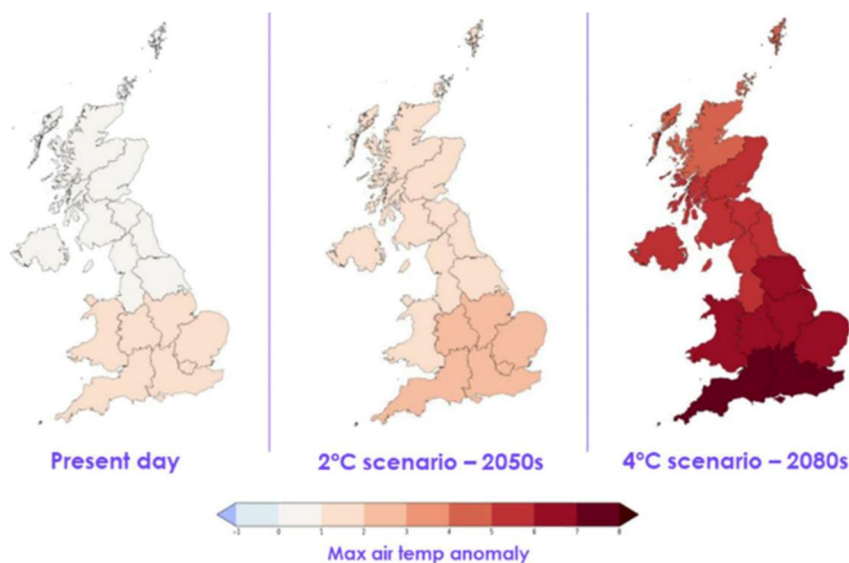 Present day
2°C scenario – 2050s
4°C scenario – 2080s
-1 0 1 2 3 4 5 6 7 8
Max air temp anomaly